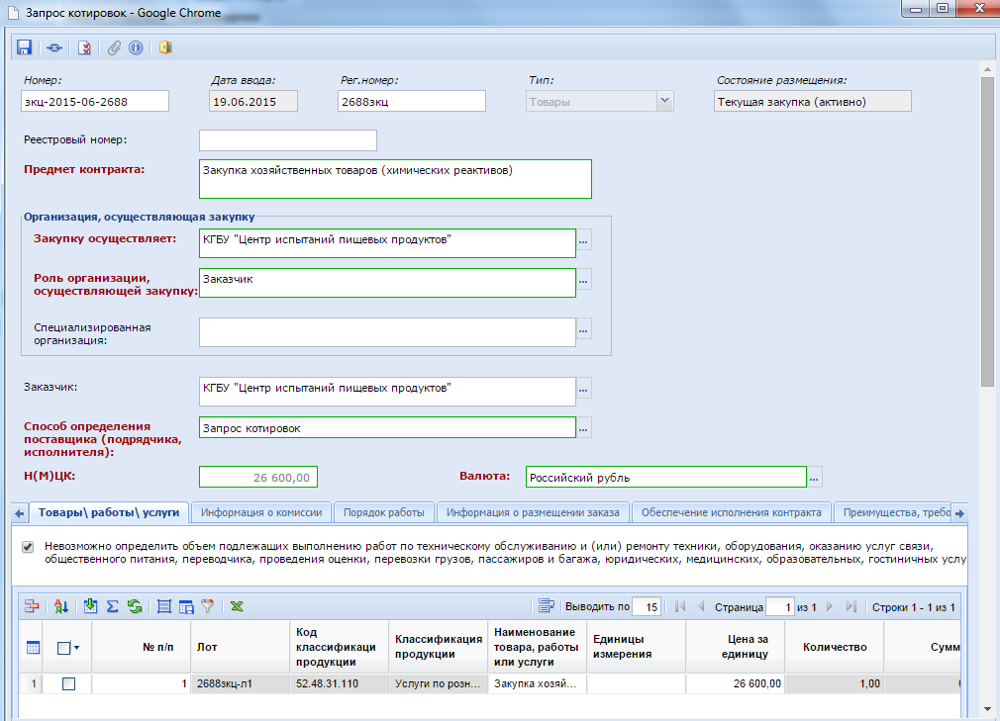 Запрос котировок - Google Chrome
Номер: Дата ввода: Рег.номер: Тип: Состояние размещения:
зкц-2015-06-2688 19.06.2015 2688зкц Товары Текущая закупка (активно)
Реестровый номер:
Предмет контракта: Закупка хозяйственных товаров (химических реактивов)
Организация, осуществляющая закупку
Закупку осуществляет: КГБУ "Центр испытаний пищевых продуктов" ...
Роль организации, Заказчик ...
осуществляющей закупку:
Специализированная ...
организация:
Заказчик: КГБУ "Центр испытаний пищевых продуктов" ...
Способ определения Запрос котировок ...
поставщика (подрядчика,
исполнителя):
Н(М)ЦК: 26 600,00 Валюта: Российский рубль ...
Товары\ работы\ услуги Информация о комиссии Порядок работы Информация о размещении заказа Обеспечение исполнения контракта Преимущества, требо
Невозможно определить объем подлежащих выполнению работ по техническому обслуживанию и (или) ремонту техники, оборудования, оказанию услуг связи,
общественного питания, переводчика, проведения оценки, перевозки грузов, пассажиров и багажа, юридических, медицинских, образовательных, гостиничных услу
Выводить по 15 Страница 1 из 1 Строки 1 - 1 из 1
№ п/п Лот Код Классификация Наименование Единицы Цена за Количество Сумм
классификаци продукции товара, работы измерения единицу
продукции или услуги
1 1 2688зкц-л1 52.48.31.110 Услуги по розн... Закупка хозяй... 26 600,00 1,00